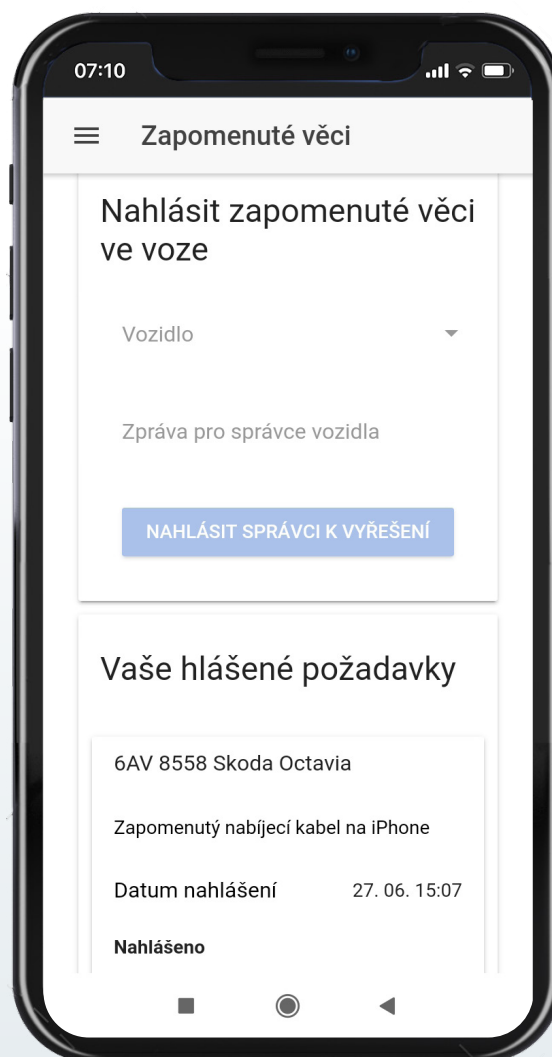 07:10
Zapomenuté věci
Nahlásit zapomenuté věci
ve voze
Vozidlo
Zpráva pro správce vozidla
NAHLÁSIT SPRÁVCI K VYŘEŠENÍ
Vaše hlášené požadavky
6AV 8558 Skoda Octavia
Zapomenutý nabíjecí kabel na iPhone
Datum nahlášení 27. 06. 15:07
Nahlášeno